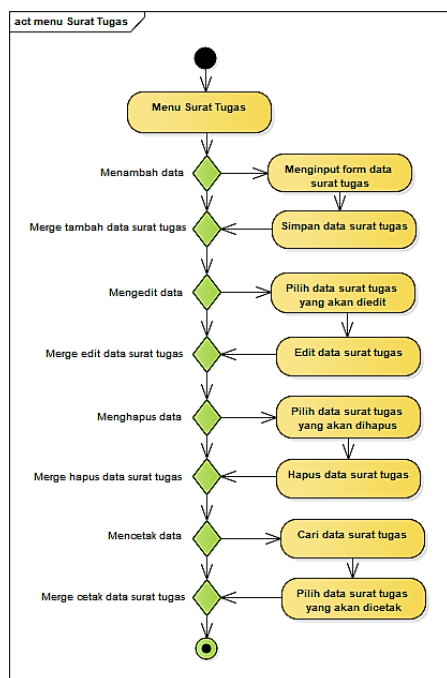 act menu Surat Tugas
Menu Surat Tugas
Menambah data
Menginput form data
surat tugas
Merge tambah data surat tugas
Simpan data surat tugas
Mengedit data
Pilih data surat tugas
yang akan diedit
Merge edit data surat tugas
Edit data surat tugas
Menghapus data
Pilih data surat tugas
yang akan dihapus
Merge hapus data surat tugas
Hapus data surat tugas
Mencetak data
Cari data surat tugas
Merge cetak data surat tugas
Pilih data surat tugas
yang akan dicetak